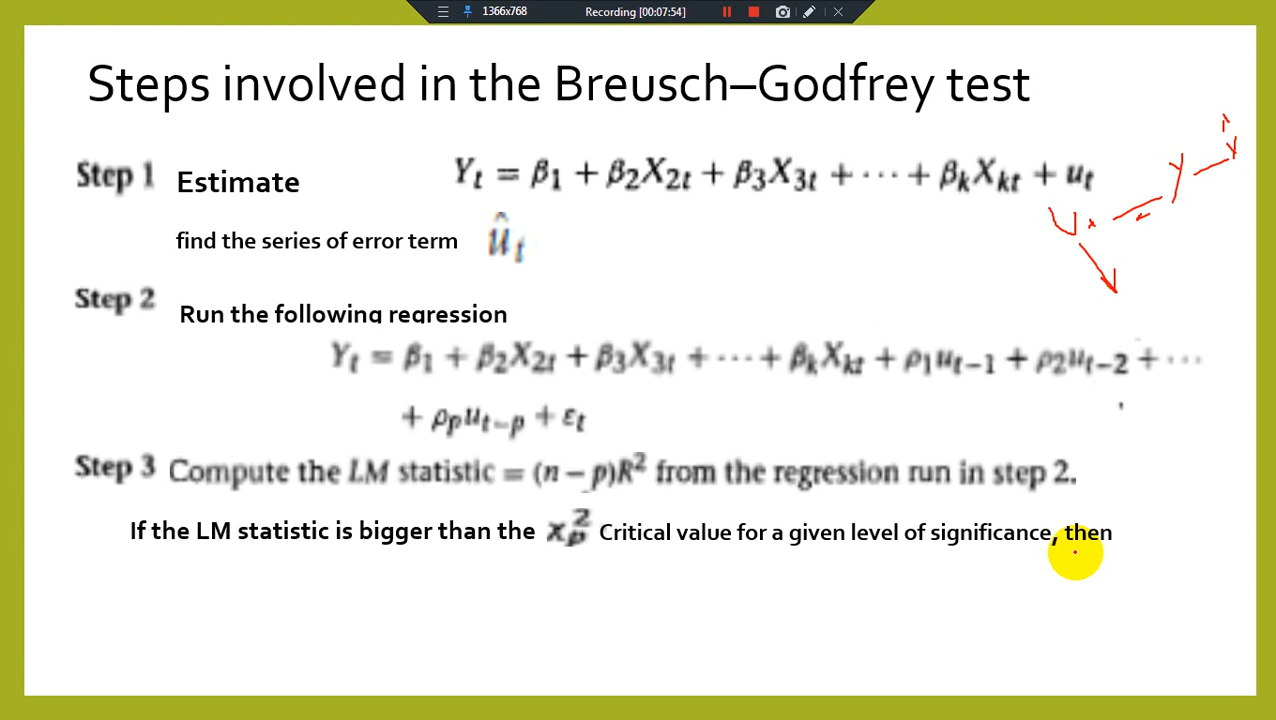 1366x768 Recording [00:07:54]
Steps involved in the Breusch–Godfrey test
Step 1 Estimate Yₜ = β₁ + β₂X₂ₜ + β₃X₃ₜ + ⋯ + βₖXₖₜ + uₜ
find the series of error term ûₜ
Step 2 Run the following regression
Yₜ = β₁ + β₂X₂ₜ + β₃X₃ₜ + ⋯ + βₖXₖₜ + ρ₁uₜ₋₁ + ρ₂uₜ₋₂ + ⋯
+ ρₚuₜ₋ₚ + εₜ
Step 3 Compute the LM statistic = (n – p)R² from the regression run in step 2.
If the LM statistic is bigger than the χ²ₚ Critical value for a given level of significance, then